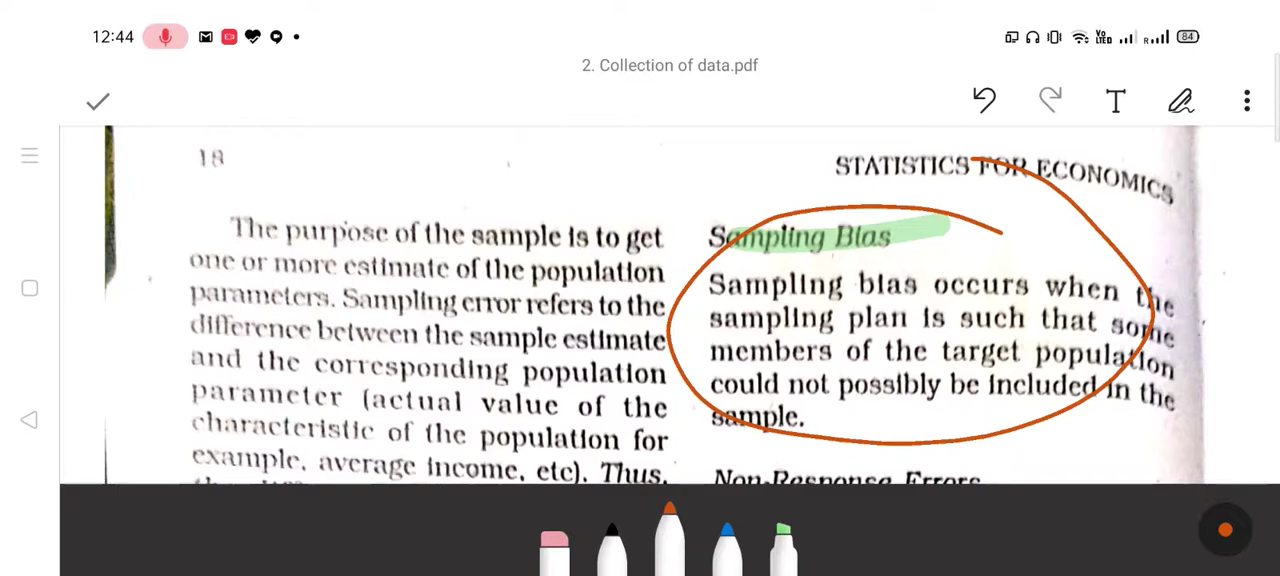 12:44
Vo
LTED
R
84
2. Collection of data.pdf
T
18
STATISTICS FOR ECONOMICS
The purpose of the sample is to get
one or more estimate of the population
parameters. Sampling error refers to the
difference between the sample estimate
and the corresponding population
parameter (actual value of the
characteristic of the population for
example, average income, etc). Thus,
Sampling Bias
Sampling bias occurs when the
sampling plan is such that some
members of the target population
could not possibly be included in the
sample.
Non-Response Errors